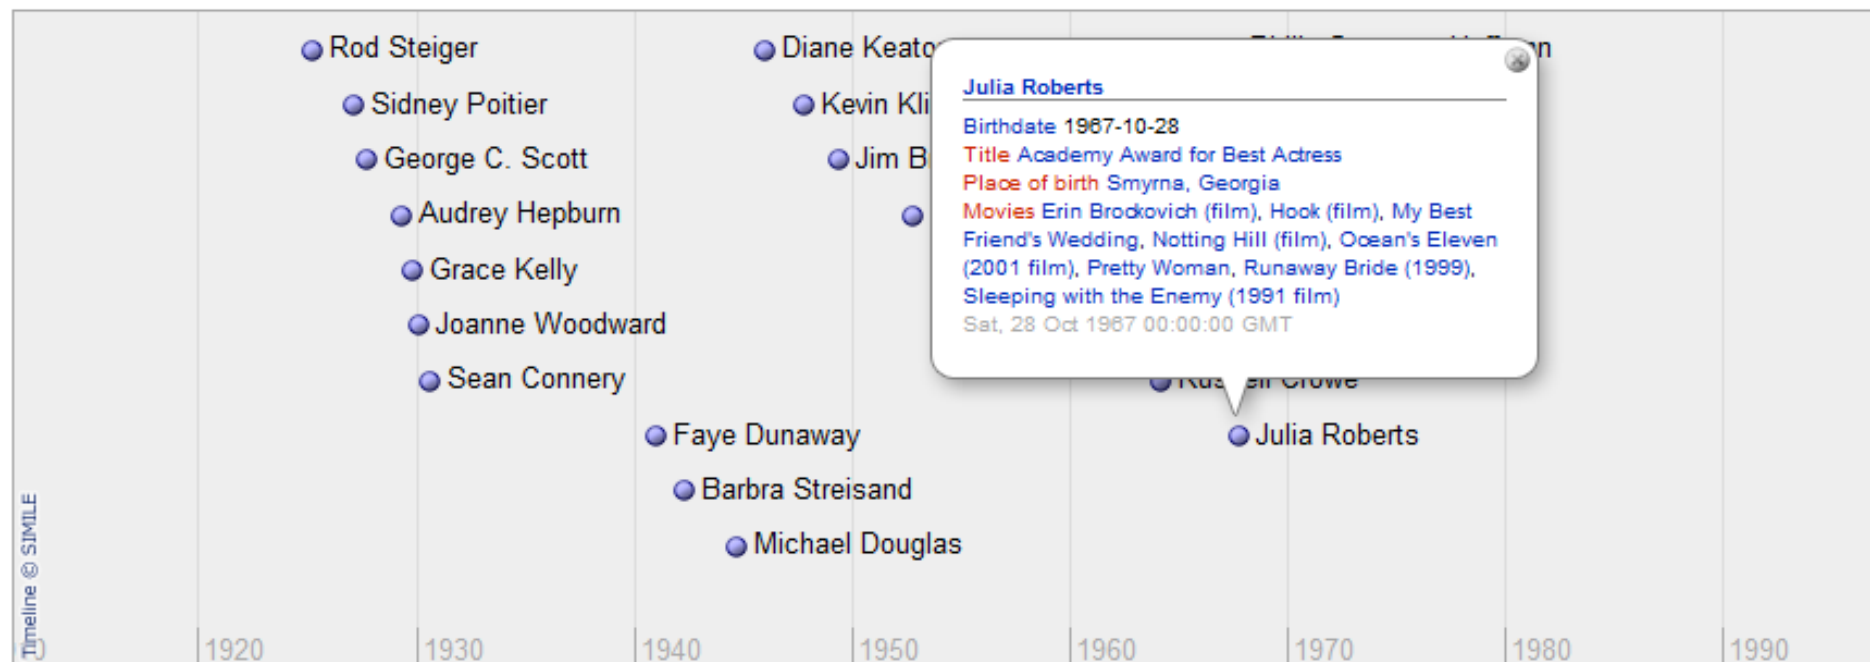 Rod Steiger
Diane Keato
Sidney Poitier
Kevin Kli
George C. Scott
Jim B
Audrey Hepburn
Grace Kelly
Joanne Woodward
Sean Connery
Julia Roberts
Birthdate 1967-10-28
Title Academy Award for Best Actress
Place of birth Smyrna, Georgia
Movies Erin Brockovich (film), Hook (film), My Best
Friend's Wedding, Notting Hill (film), Ocean's Eleven
(2001 film), Pretty Woman, Runaway Bride (1999),
Sleeping with the Enemy (1991 film)
Sat, 28 Oct 1967 00:00:00 GMT
Russell Crowe
Faye Dunaway
Julia Roberts
Barbra Streisand
Michael Douglas
Timeline © SIMILE
1920 1930 1940 1950 1960 1970 1980 1990